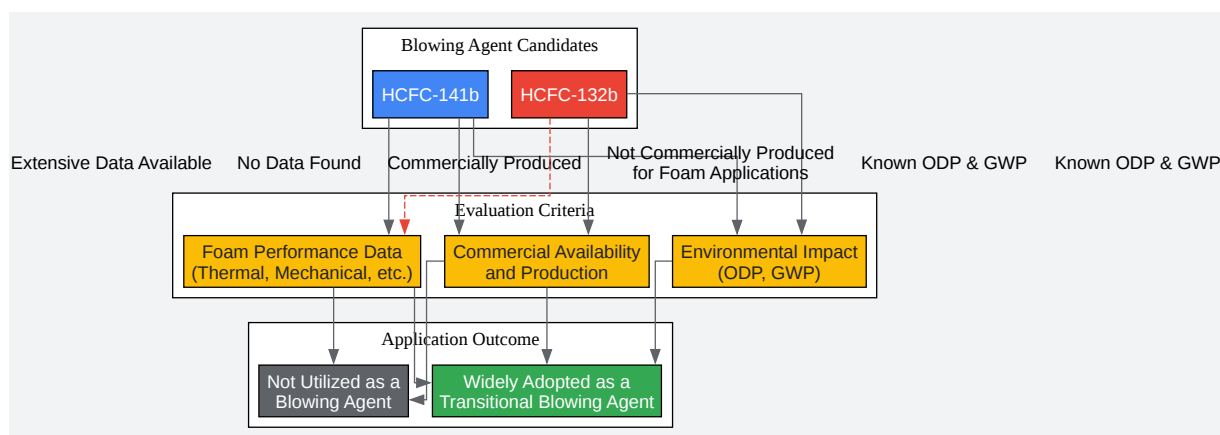 Blowing Agent Candidates
HCFC-141b
HCFC-132b
Extensive Data Available
No Data Found
Commercially Produced
Not Commercially Produced
for Foam Applications
Known ODP & GWP
Known ODP & GWP
Evaluation Criteria
Foam Performance Data
(Thermal, Mechanical, etc.)
Commercial Availability
and Production
Environmental Impact
(ODP, GWP)
Application Outcome
Not Utilized as a
Blowing Agent
Widely Adopted as a
Transitional Blowing Agent